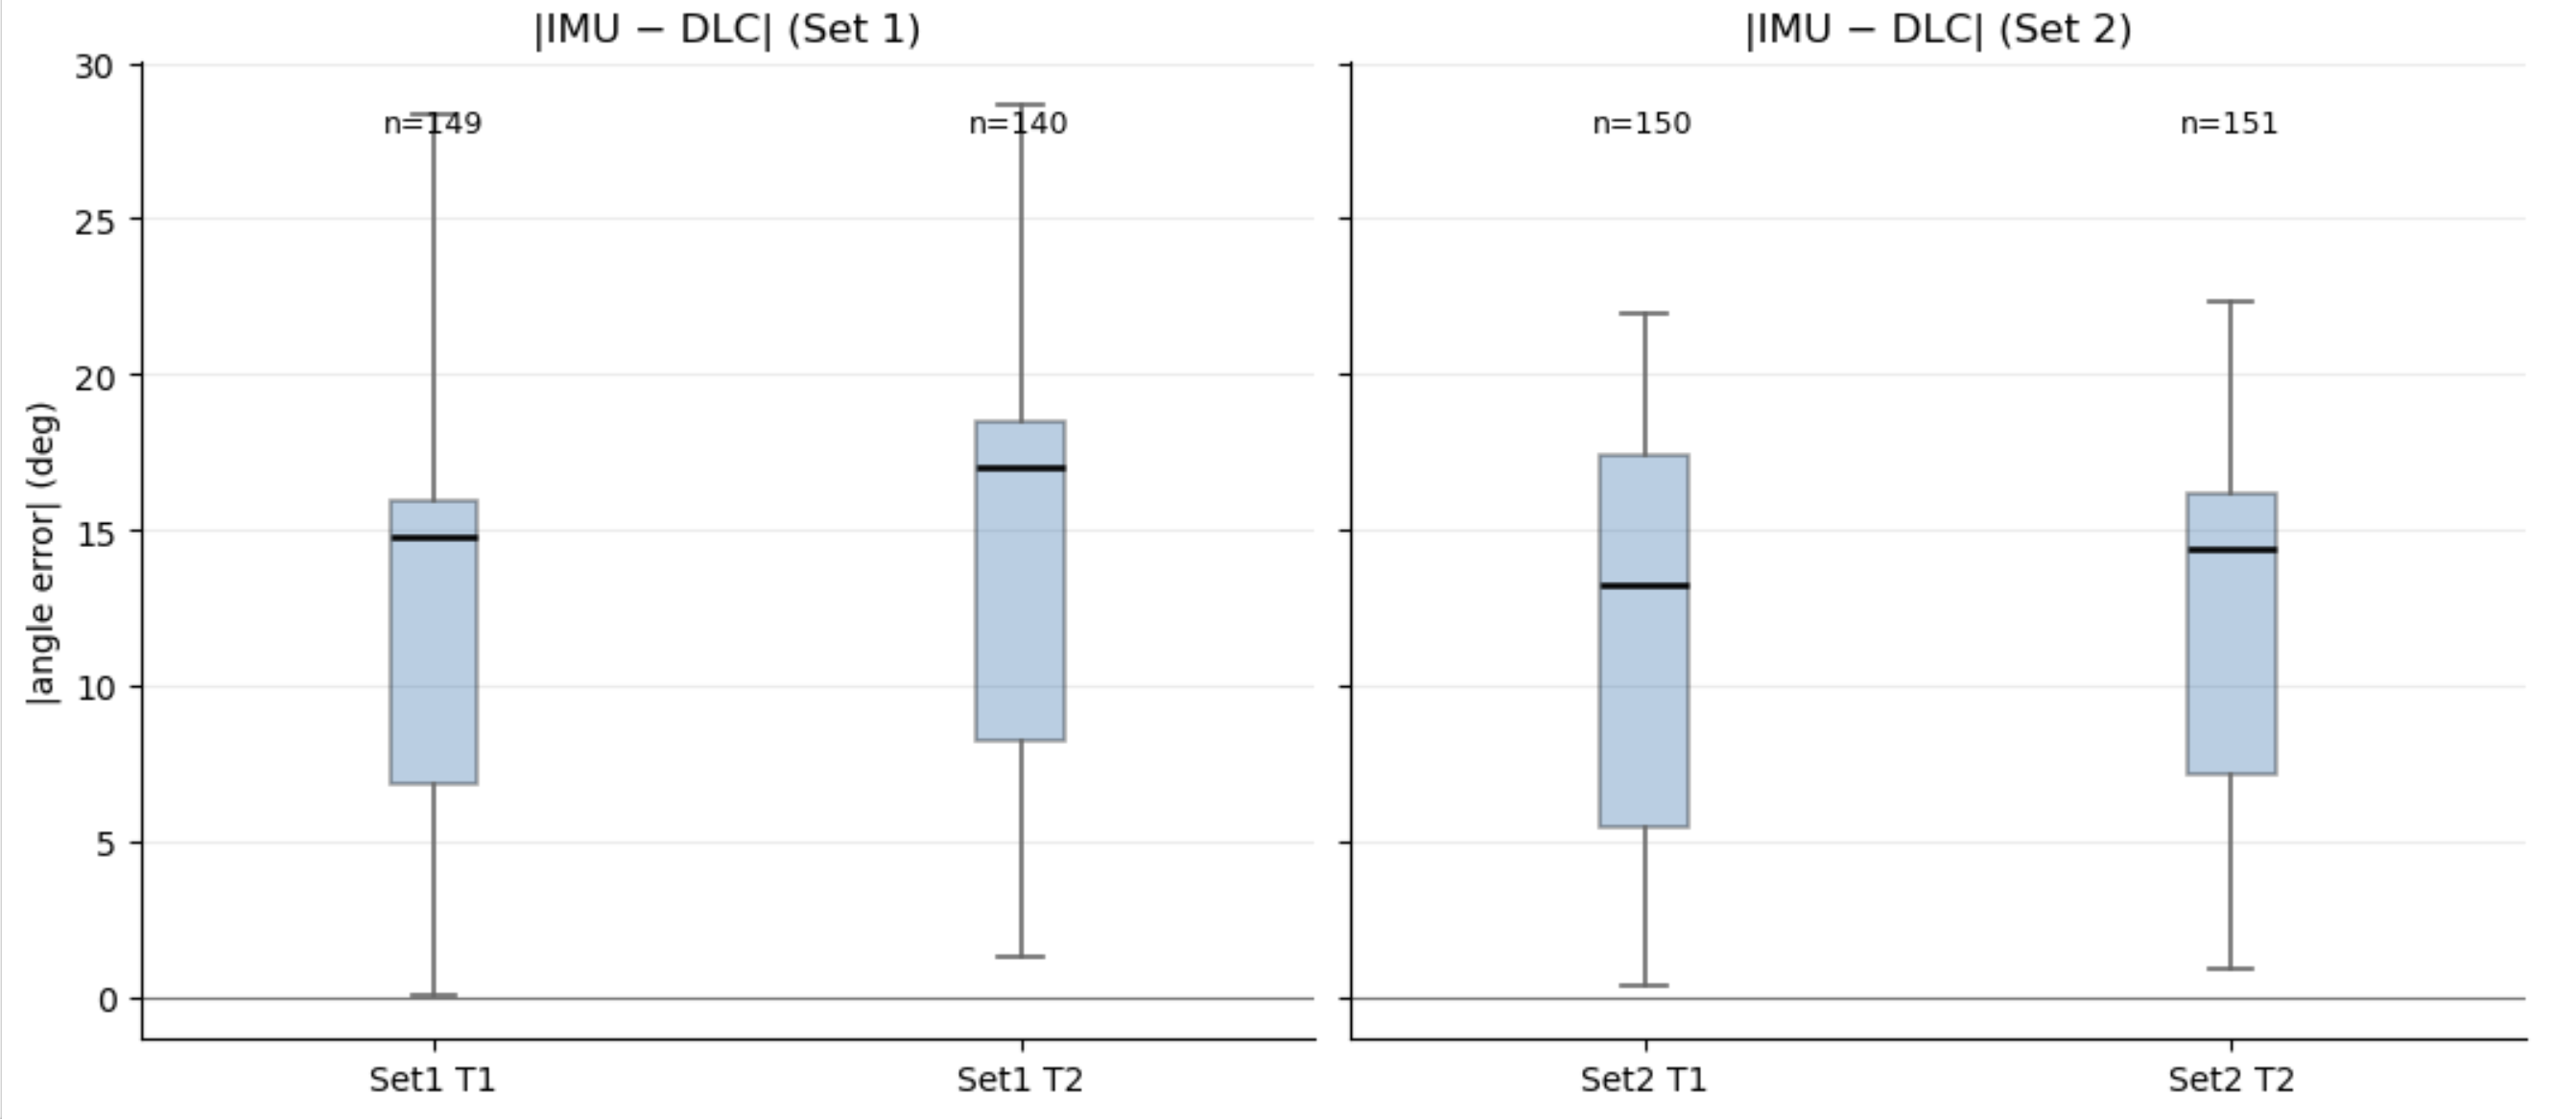 |IMU − DLC| (Set 1)
|angle error| (deg)
30
25
20
15
10
5
0
n=149
n=140
Set1 T1
Set1 T2
|IMU − DLC| (Set 2)
n=150
n=151
Set2 T1
Set2 T2